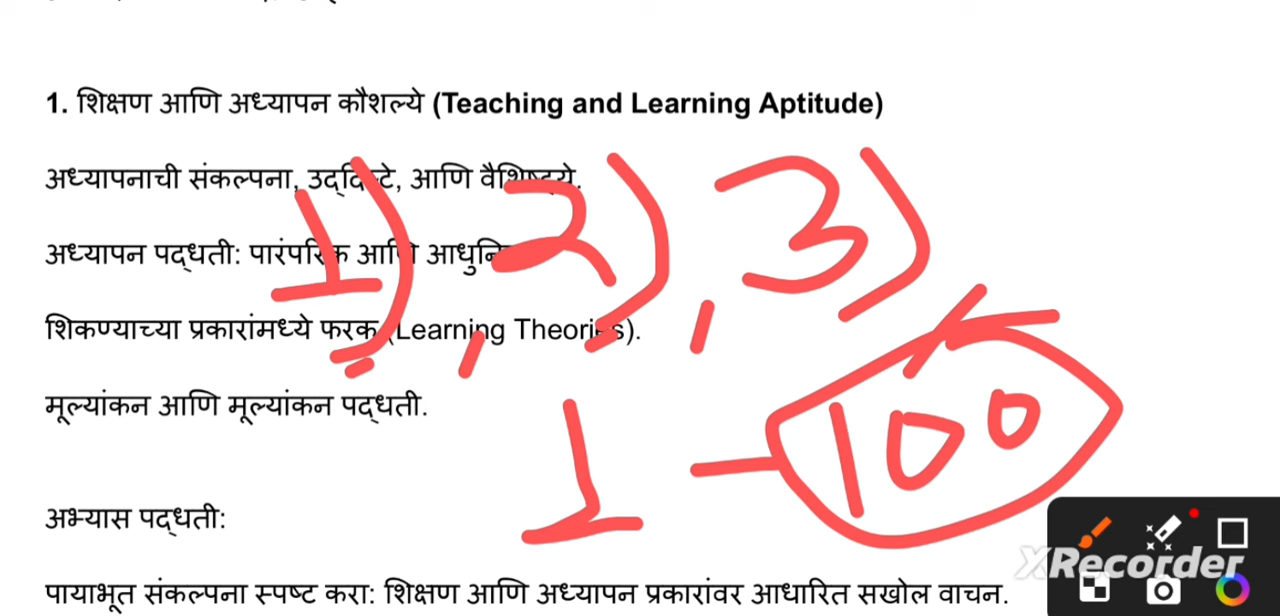 1. शिक्षण आणि अध्यापन कौशल्ये (Teaching and Learning Aptitude)
अध्यापनाची संकल्पना, उद्दिष्टे, आणि वैशिष्ट्ये.
अध्यापन पद्धती: पारंपरिक आणि
1), 2), 3)
शिकण्याच्या प्रकारांमध्ये फरक (Learning Theories).
मूल्यांकन आणि मूल्यांकन पद्धती.
1 - 100
अभ्यास पद्धती:
पायाभूत संकल्पना स्पष्ट करा: शिक्षण आणि अध्यापन प्रकारांवर आधारित सखोल वाचन.
XRecorder